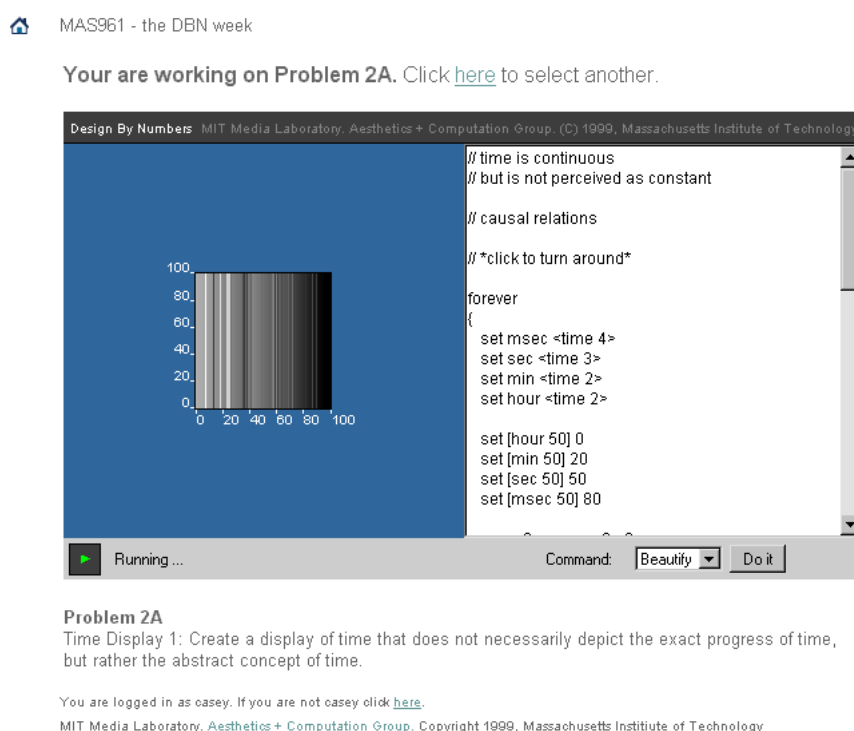 MAS961 - the DBN week
Your are working on Problem 2A. Click here to select another.
Design By Numbers MIT Media Laboratory. Aesthetics + Computation Group. (C) 1999, Massachusetts Institute of Technology
// time is continuous
// but is not perceived as constant
// causal relations
// *click to turn around*
forever
{
set msec <time 4>
set sec <time 3>
set min <time 2>
set hour <time 2>
set [hour 50] 0
set [min 50] 20
set [sec 50] 50
set [msec 50] 80
100
80
60
40
20
0
0 20 40 60 80 100
Running ...
Command: Beautify Do it
Problem 2A
Time Display 1: Create a display of time that does not necessarily depict the exact progress of time,
but rather the abstract concept of time.
You are logged in as casey. If you are not casey click here.
MIT Media Laboratory. Aesthetics + Computation Group. Copyright 1999, Massachusetts Institiute of Technology